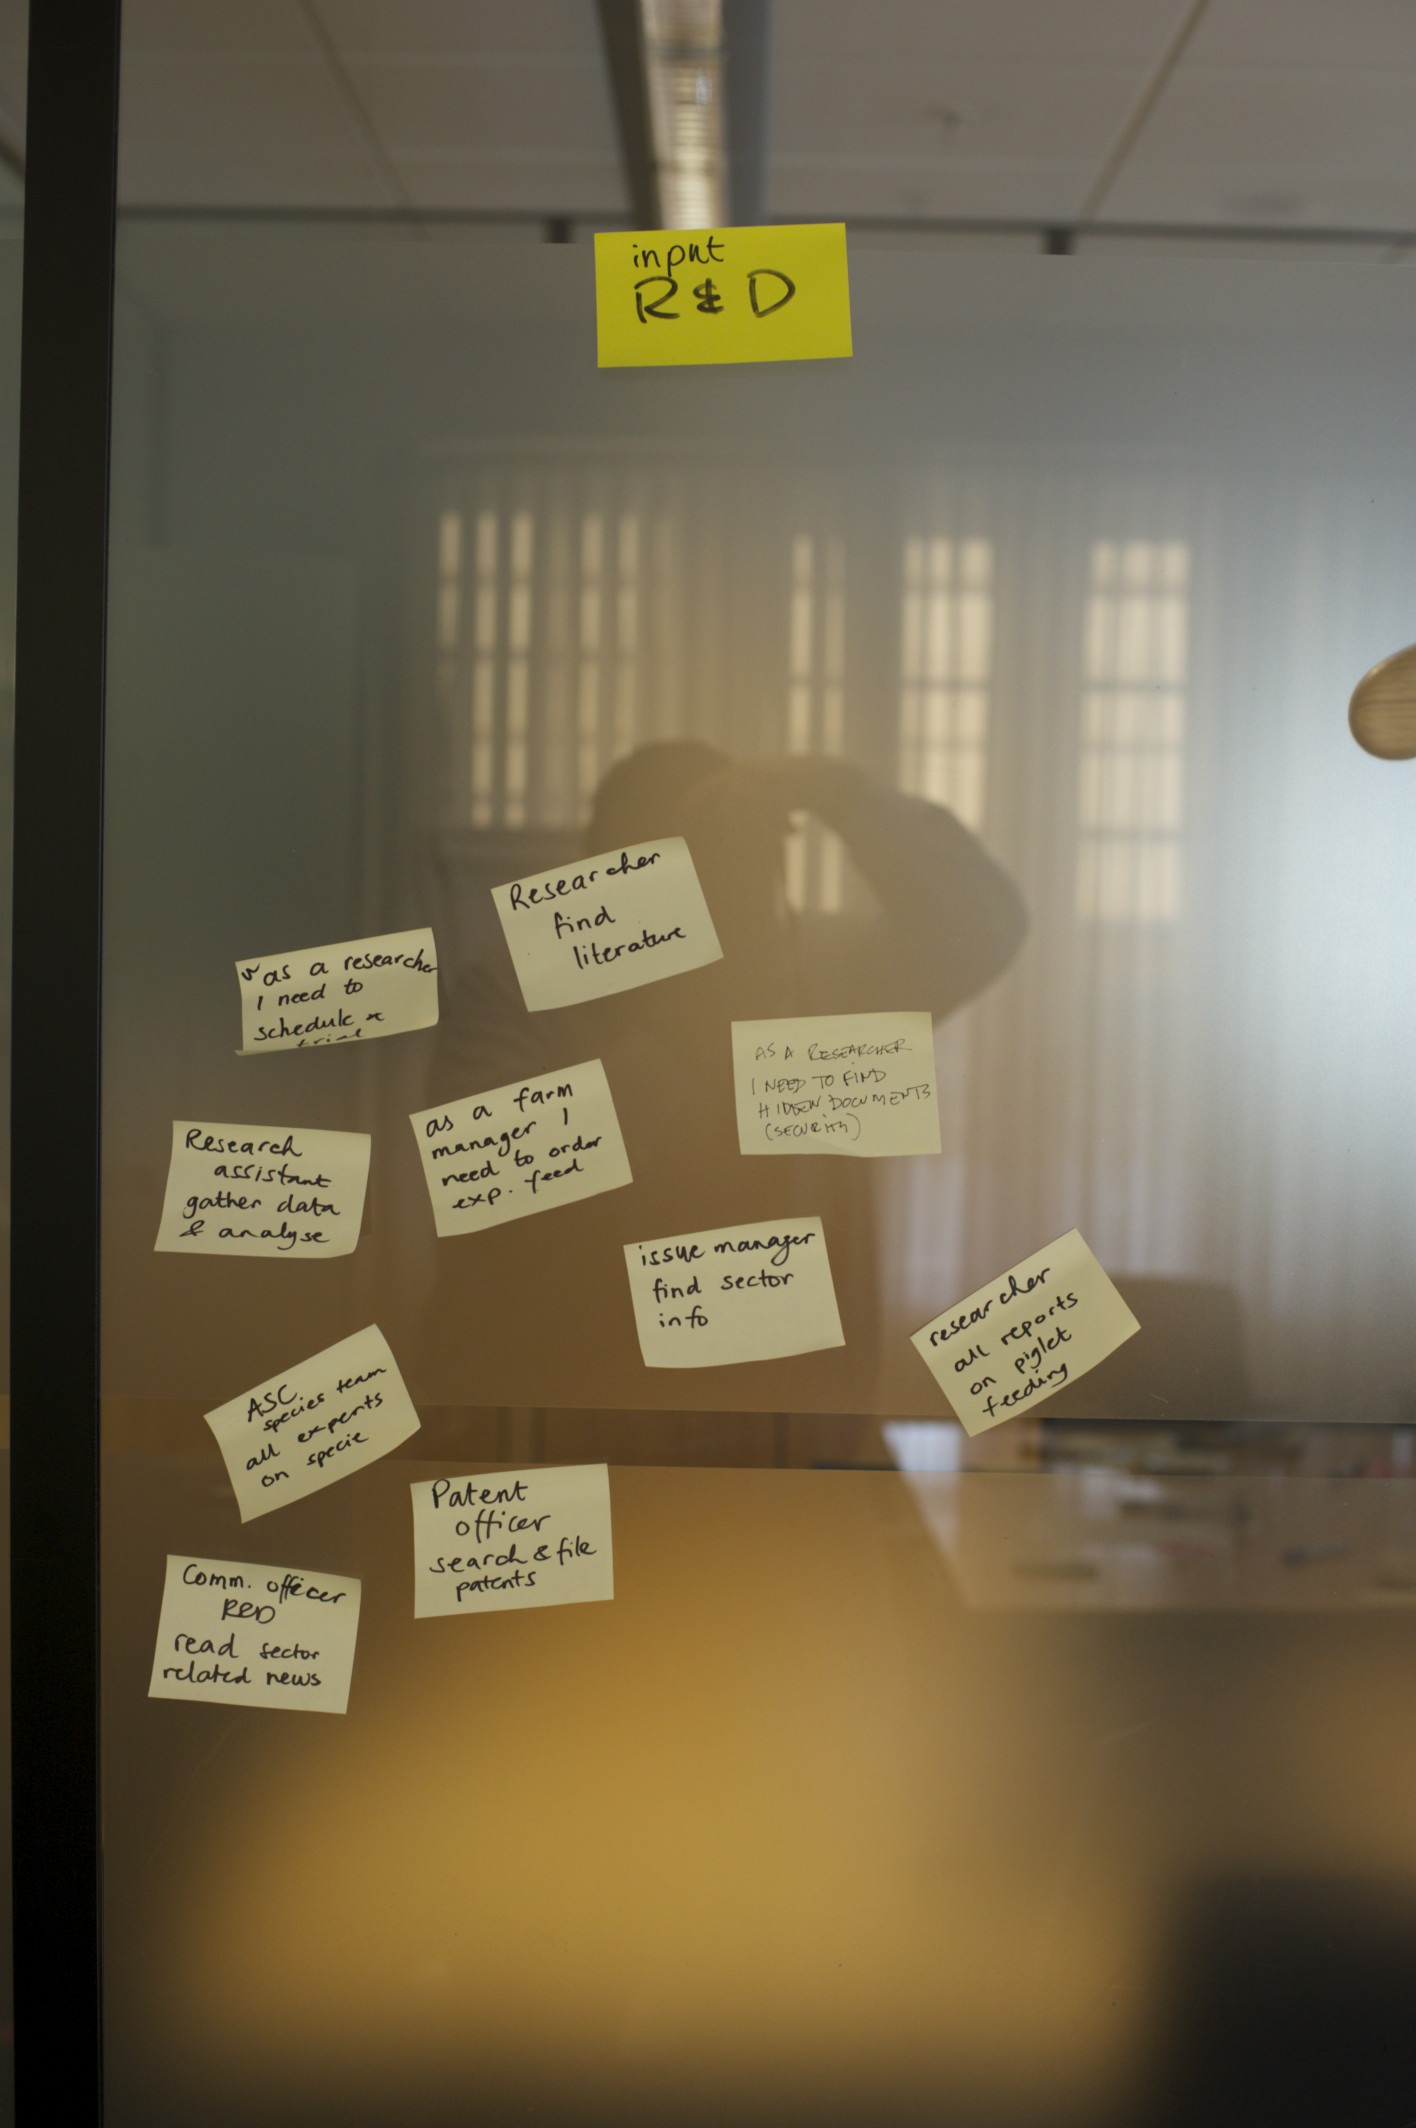 input
R & D
Researcher
find
literature
as a researcher
I need to
schedule a
trial
AS A RESEARCHER
I NEED TO FIND
HIDDEN DOCUMENTS
(SECURITY)
as a farm
manager I
need to order
exp. feed
Research
assistant
gather data
& analyse
issue manager
find sector
info
researcher
all reports
on piglet
feeding
ASC
species team
all experts
on specie
Patent
officer
search & file
patents
Comm. officer
R&D
read sector
related news